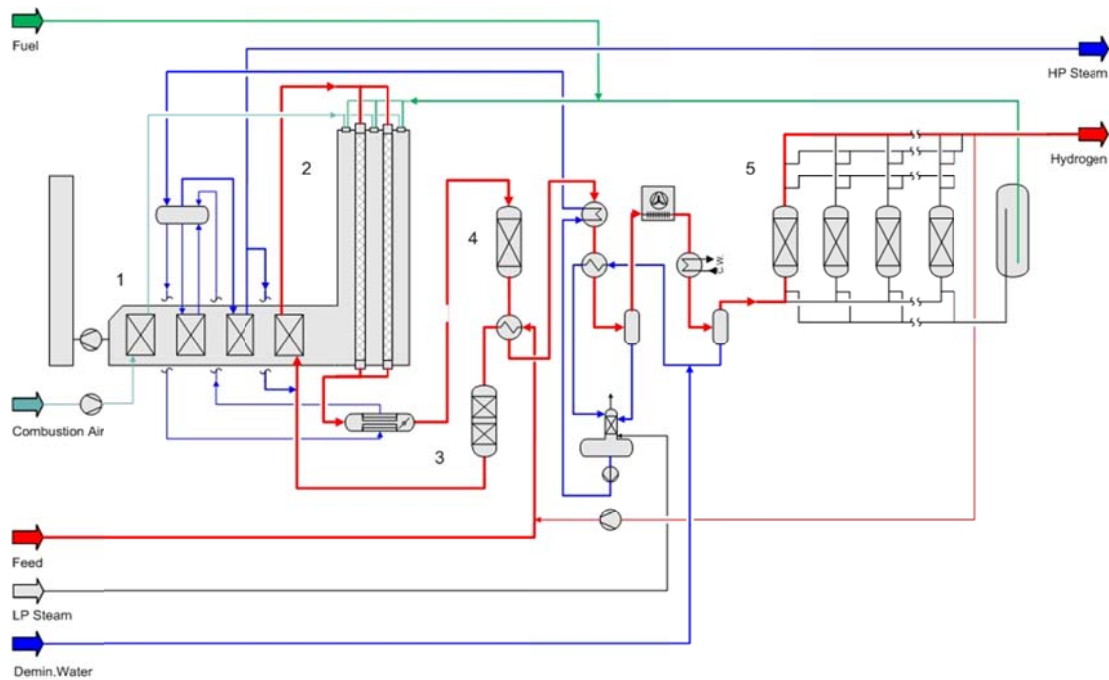 Fuel
HP Steam
2
5
Hydrogen
4
1
C.W.
Combustion Air
3
Feed
LP Steam
Demin.Water